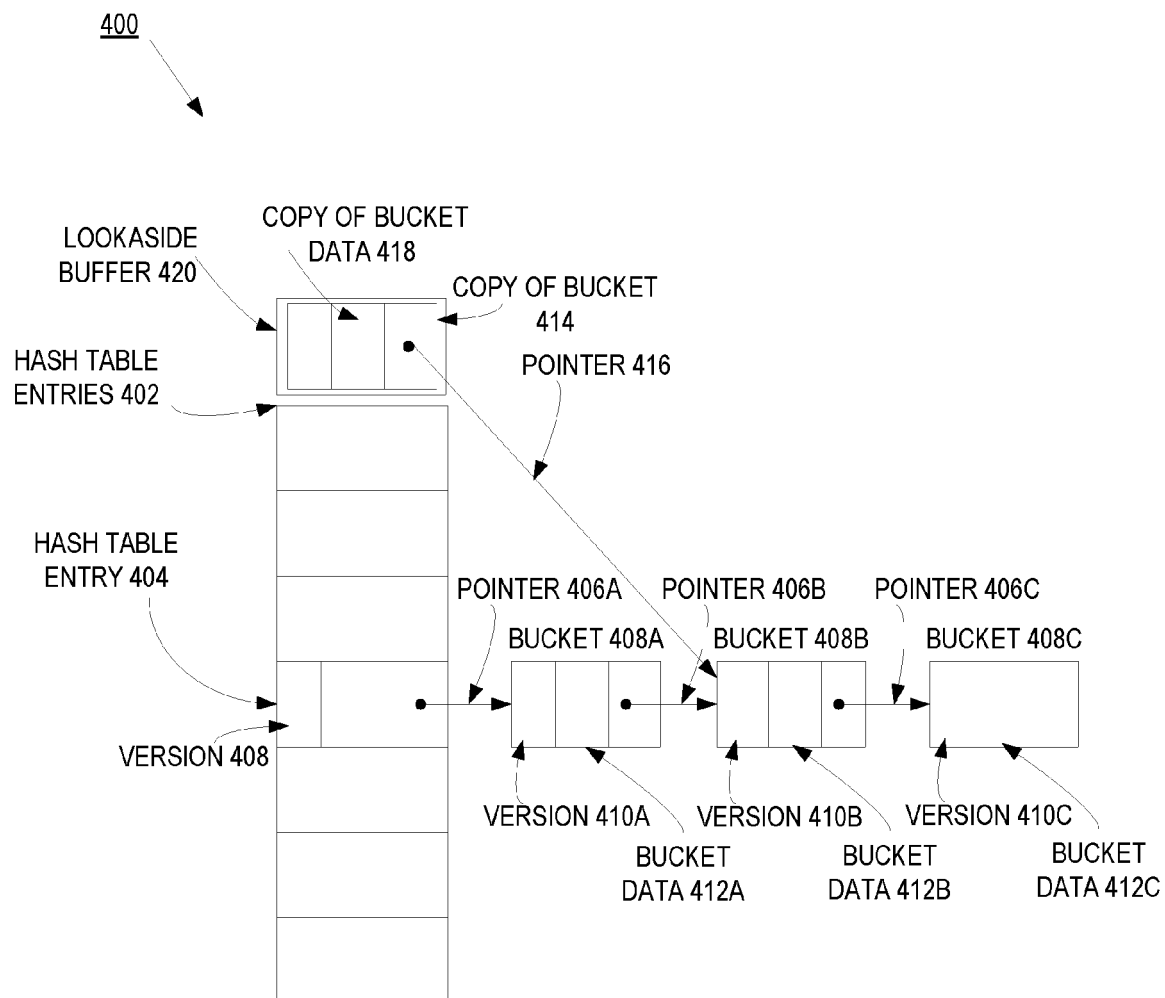 400
COPY OF BUCKET
DATA 418
LOOKASIDE
BUFFER 420
COPY OF BUCKET
414
POINTER 416
HASH TABLE
ENTRIES 402
HASH TABLE
ENTRY 404
POINTER 406A
POINTER 406B
POINTER 406C
BUCKET 408A
BUCKET 408B
BUCKET 408C
VERSION 408
VERSION 410A
VERSION 410B
VERSION 410C
BUCKET
DATA 412A
BUCKET
DATA 412B
BUCKET
DATA 412C